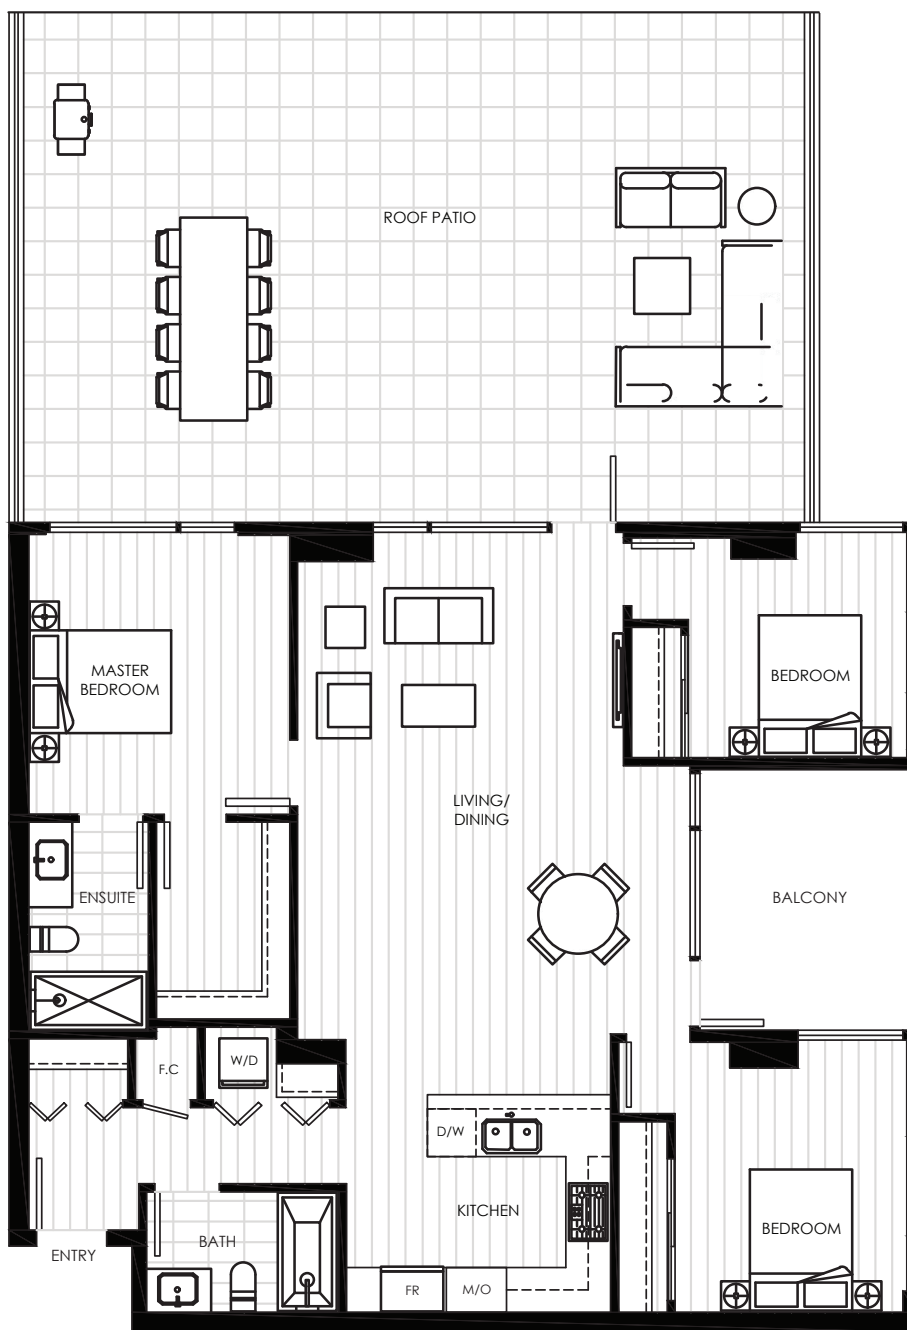 ROOF PATIO
MASTER
BEDROOM
BEDROOM
LIVING/
DINING
ENSUITE
BALCONY
F.C
W/D
D/W
KITCHEN
BATH
BEDROOM
ENTRY
FR
M/O